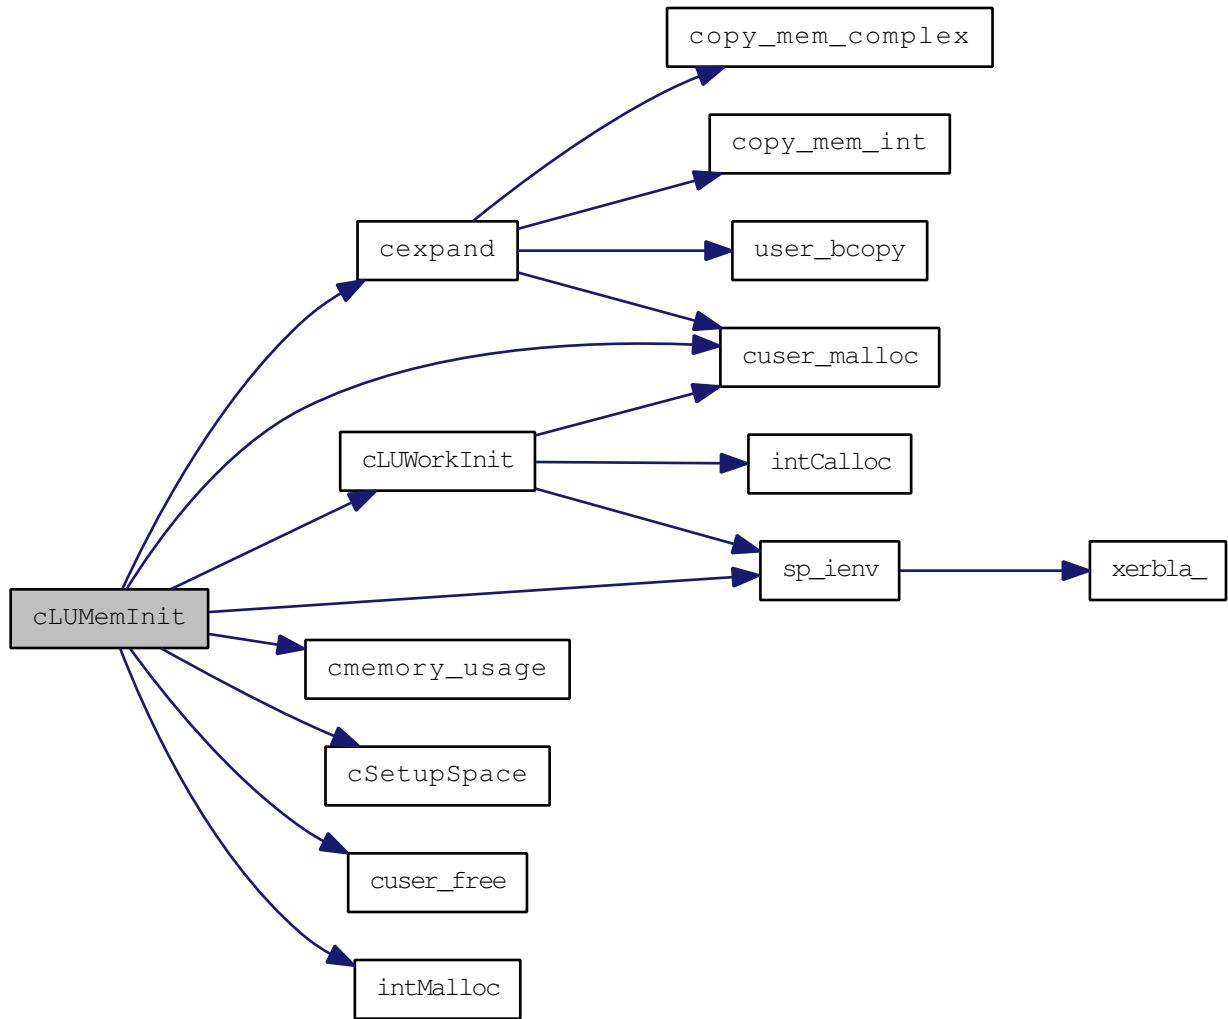 copy_mem_complex
copy_mem_int
cexpand
user_bcopy
cuser_malloc
cLUWorkInit
intCalloc
sp_ienv
xerbla_
cLUMemInit
cmemory_usage
cSetupSpace
cuser_free
intMalloc